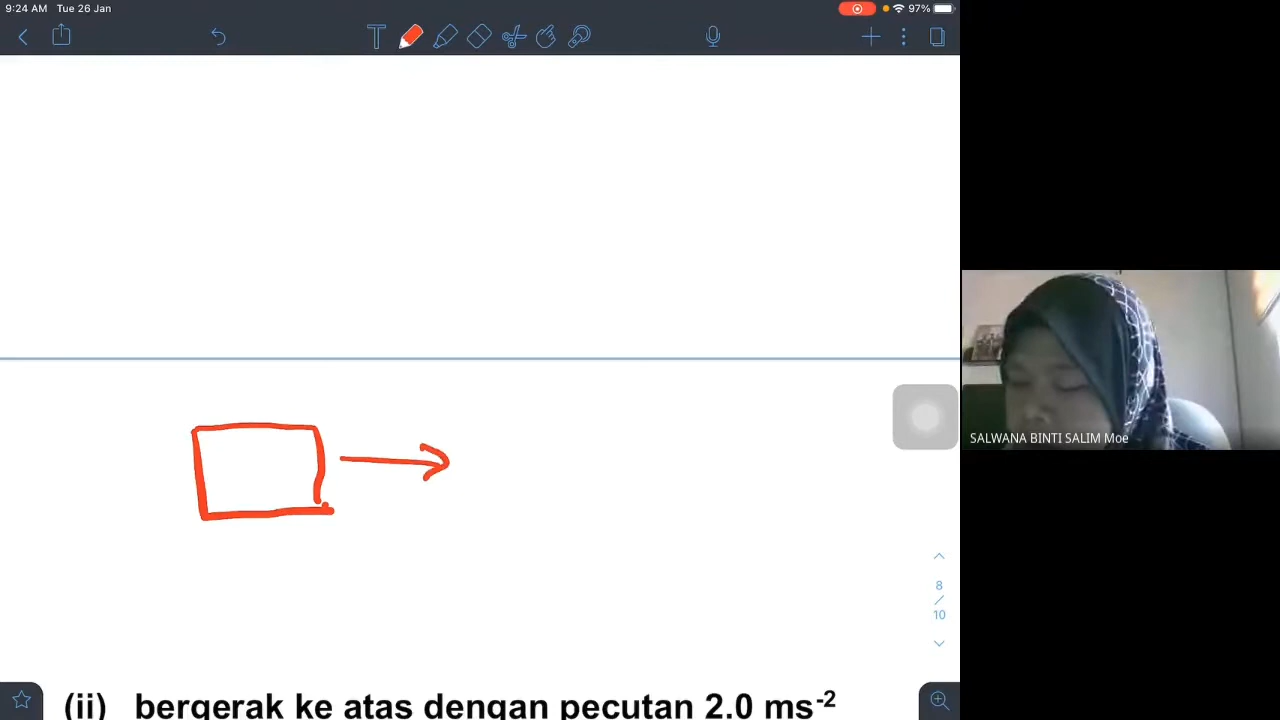 9:24 AM Tue 26 Jan
97%
T
SALWANA BINTI SALIM Moe
8
/
10
(ii) bergerak ke atas dengan pecutan 2.0 ms⁻²